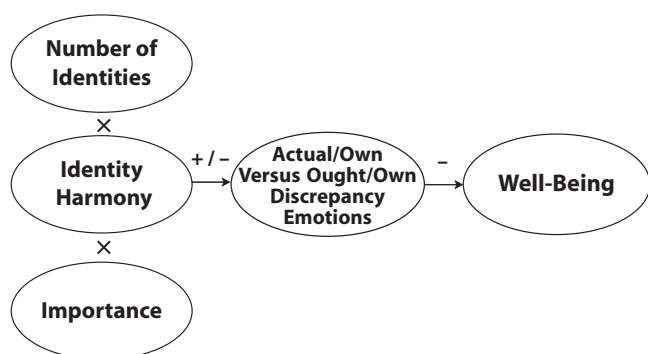 Number of
Identities
×
Identity
Harmony
+ / –
Actual/Own
Versus Ought/Own
Discrepancy
Emotions
–
Well-Being
×
Importance